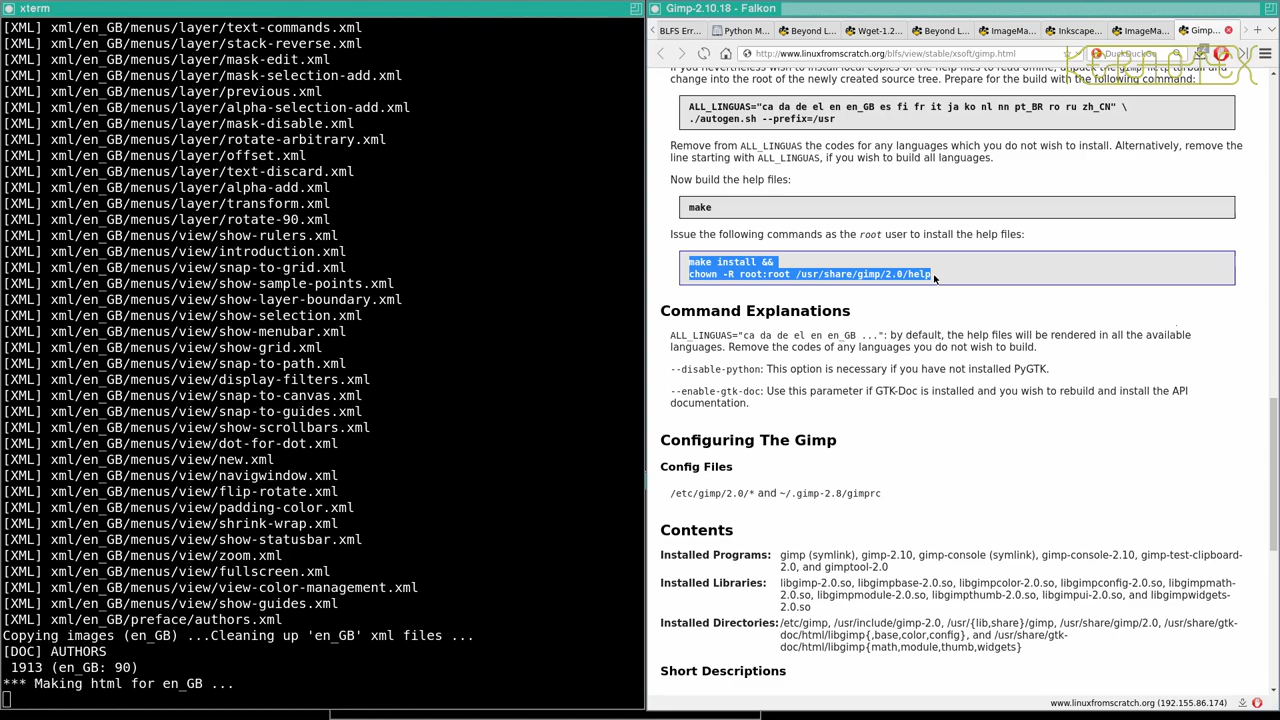 xterm
[XML] xml/en_GB/menus/layer/text-commands.xml
[XML] xml/en_GB/menus/layer/stack-reverse.xml
[XML] xml/en_GB/menus/layer/mask-edit.xml
[XML] xml/en_GB/menus/layer/mask-selection-add.xml
[XML] xml/en_GB/menus/layer/previous.xml
[XML] xml/en_GB/menus/layer/alpha-selection-add.xml
[XML] xml/en_GB/menus/layer/mask-disable.xml
[XML] xml/en_GB/menus/layer/rotate-arbitrary.xml
[XML] xml/en_GB/menus/layer/offset.xml
[XML] xml/en_GB/menus/layer/text-discard.xml
[XML] xml/en_GB/menus/layer/alpha-add.xml
[XML] xml/en_GB/menus/layer/transform.xml
[XML] xml/en_GB/menus/layer/rotate-90.xml
[XML] xml/en_GB/menus/view/show-rulers.xml
[XML] xml/en_GB/menus/view/introduction.xml
[XML] xml/en_GB/menus/view/snap-to-grid.xml
[XML] xml/en_GB/menus/view/show-sample-points.xml
[XML] xml/en_GB/menus/view/show-layer-boundary.xml
[XML] xml/en_GB/menus/view/show-selection.xml
[XML] xml/en_GB/menus/view/show-menubar.xml
[XML] xml/en_GB/menus/view/show-grid.xml
[XML] xml/en_GB/menus/view/snap-to-path.xml
[XML] xml/en_GB/menus/view/display-filters.xml
[XML] xml/en_GB/menus/view/snap-to-canvas.xml
[XML] xml/en_GB/menus/view/snap-to-guides.xml
[XML] xml/en_GB/menus/view/show-scrollbars.xml
[XML] xml/en_GB/menus/view/dot-for-dot.xml
[XML] xml/en_GB/menus/view/new.xml
[XML] xml/en_GB/menus/view/navigwindow.xml
[XML] xml/en_GB/menus/view/flip-rotate.xml
[XML] xml/en_GB/menus/view/padding-color.xml
[XML] xml/en_GB/menus/view/shrink-wrap.xml
[XML] xml/en_GB/menus/view/show-statusbar.xml
[XML] xml/en_GB/menus/view/zoom.xml
[XML] xml/en_GB/menus/view/fullscreen.xml
[XML] xml/en_GB/menus/view/view-color-management.xml
[XML] xml/en_GB/menus/view/show-guides.xml
[XML] xml/en_GB/preface/authors.xml
Copying images (en_GB) ...Cleaning up 'en_GB' xml files ...
[DOC] AUTHORS
1913 (en_GB: 90)
*** Making html for en_GB ...
Gimp-2.10.18 - Falkon
BLFS Err... Python M... Beyond L... Wget-1.2... Beyond L... ImageMa... Inkscape... ImageMa... Gimp-...
http://www.linuxfromscratch.org/blfs/view/stable/xsoft/gimp.html
DuckDuckGo
KERNOTEX
change into the root of the newly created source tree. Prepare for the build with the following command:
ALL_LINGUAS="ca da de el en en_GB es fi fr it ja ko nl nn pt_BR ro ru zh_CN" \
./autogen.sh --prefix=/usr
Remove from ALL_LINGUAS the codes for any languages which you do not wish to install. Alternatively, remove the
line starting with ALL_LINGUAS, if you wish to build all languages.
Now build the help files:
make
Issue the following commands as the root user to install the help files:
make install &&
chown -R root:root /usr/share/gimp/2.0/help
Command Explanations
ALL_LINGUAS="ca da de el en en_GB ...": by default, the help files will be rendered in all the available
languages. Remove the codes of any languages you do not wish to build.
--disable-python: This option is necessary if you have not installed PyGTK.
--enable-gtk-doc: Use this parameter if GTK-Doc is installed and you wish to rebuild and install the API
documentation.
Configuring The Gimp
Config Files
/etc/gimp/2.0/* and ~/.gimp-2.8/gimprc
Contents
Installed Programs: gimp (symlink), gimp-2.10, gimp-console (symlink), gimp-console-2.10, gimp-test-clipboard-
2.0, and gimptool-2.0
Installed Libraries: libgimp-2.0.so, libgimpbase-2.0.so, libgimpcolor-2.0.so, libgimpconfig-2.0.so, libgimpmath-
2.0.so, libgimpmodule-2.0.so, libgimpthumb-2.0.so, libgimpui-2.0.so, and libgimpwidgets-
2.0.so
Installed Directories: /etc/gimp, /usr/include/gimp-2.0, /usr/{lib,share}/gimp, /usr/share/gimp/2.0, /usr/share/gtk-
doc/html/libgimp{,base,color,config}, and /usr/share/gtk-
doc/html/libgimp{math,module,thumb,widgets}
Short Descriptions
www.linuxfromscratch.org (192.155.86.174)